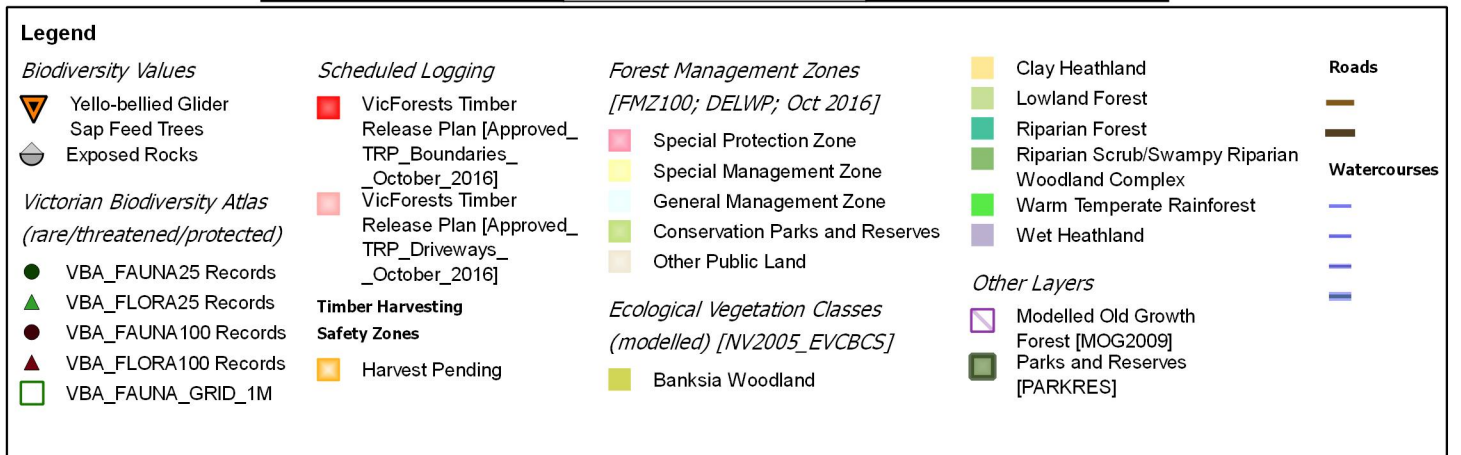 Legend
Biodiversity Values
Yello-bellied Glider
Sap Feed Trees
Exposed Rocks
Victorian Biodiversity Atlas
(rare/threatened/protected)
VBA_FAUNA25 Records
VBA_FLORA25 Records
VBA_FAUNA100 Records
VBA_FLORA100 Records
VBA_FAUNA_GRID_1M
Scheduled Logging
VicForests Timber
Release Plan [Approved_
TRP_Boundaries_
_October_2016]
VicForests Timber
Release Plan [Approved_
TRP_Driveways_
_October_2016]
Timber Harvesting
Safety Zones
Harvest Pending
Forest Management Zones
[FMZ100; DELWP; Oct 2016]
Special Protection Zone
Special Management Zone
General Management Zone
Conservation Parks and Reserves
Other Public Land
Ecological Vegetation Classes
(modelled) [NV2005_EVCBCS]
Banksia Woodland
Clay Heathland
Lowland Forest
Riparian Forest
Riparian Scrub/Swampy Riparian
Woodland Complex
Warm Temperate Rainforest
Wet Heathland
Other Layers
Modelled Old Growth
Forest [MOG2009]
Parks and Reserves
[PARKRES]
Roads
Watercourses